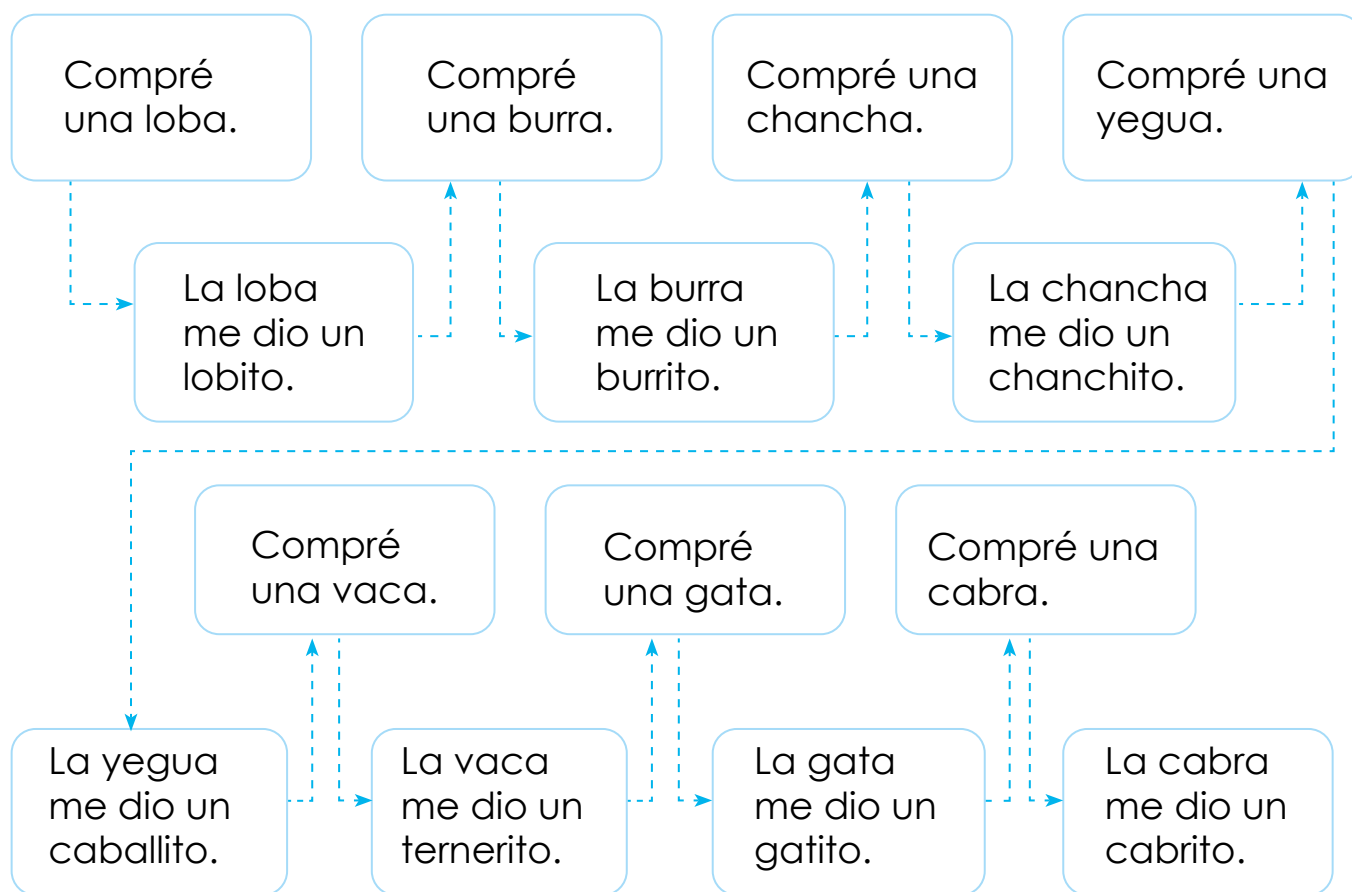 Compré
una loba.
La loba
me dio un
lobito.
Compré
una burra.
La burra
me dio un
burrito.
Compré una
chancha.
La chancha
me dio un
chanchito.
Compré una
yegua.
La yegua
me dio un
caballito.
Compré
una vaca.
La vaca
me dio un
ternerito.
Compré
una gata.
La gata
me dio un
gatito.
Compré una
cabra.
La cabra
me dio un
cabrito.